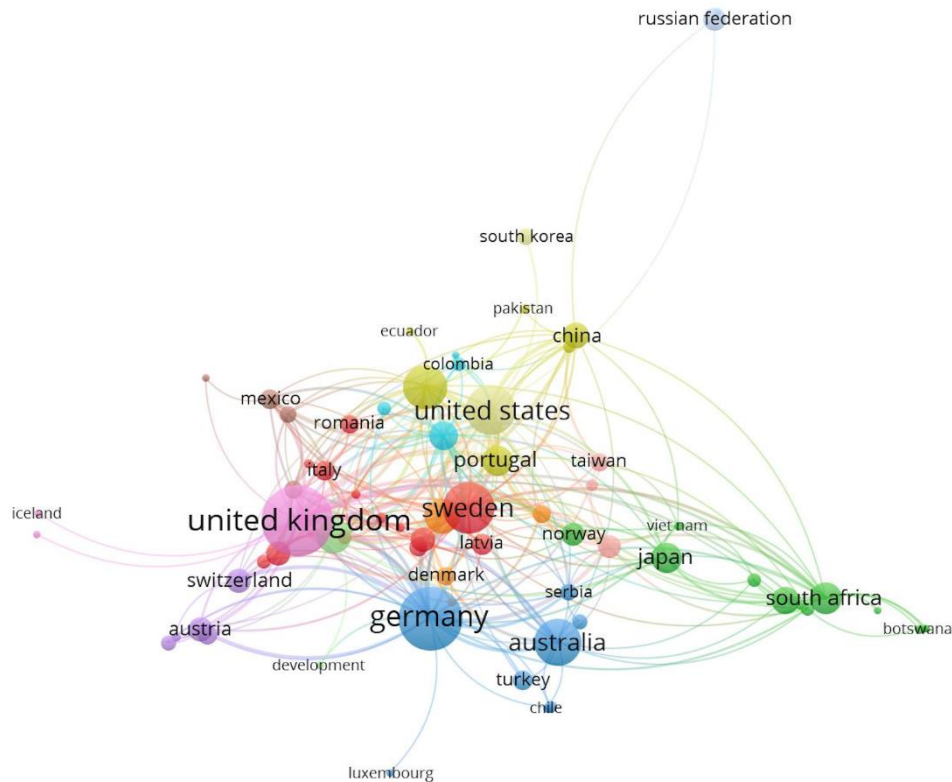 russian federation
south korea
pakistan
china
ecuador
colombia
mexico
united states
romania
portugal
italy
taiwan
iceland
united kingdom
sweden
viet nam
norway
latvia
japan
switzerland
denmark
serbia
south africa
germany
austria
botswana
australia
development
turkey
chile
luxembourg